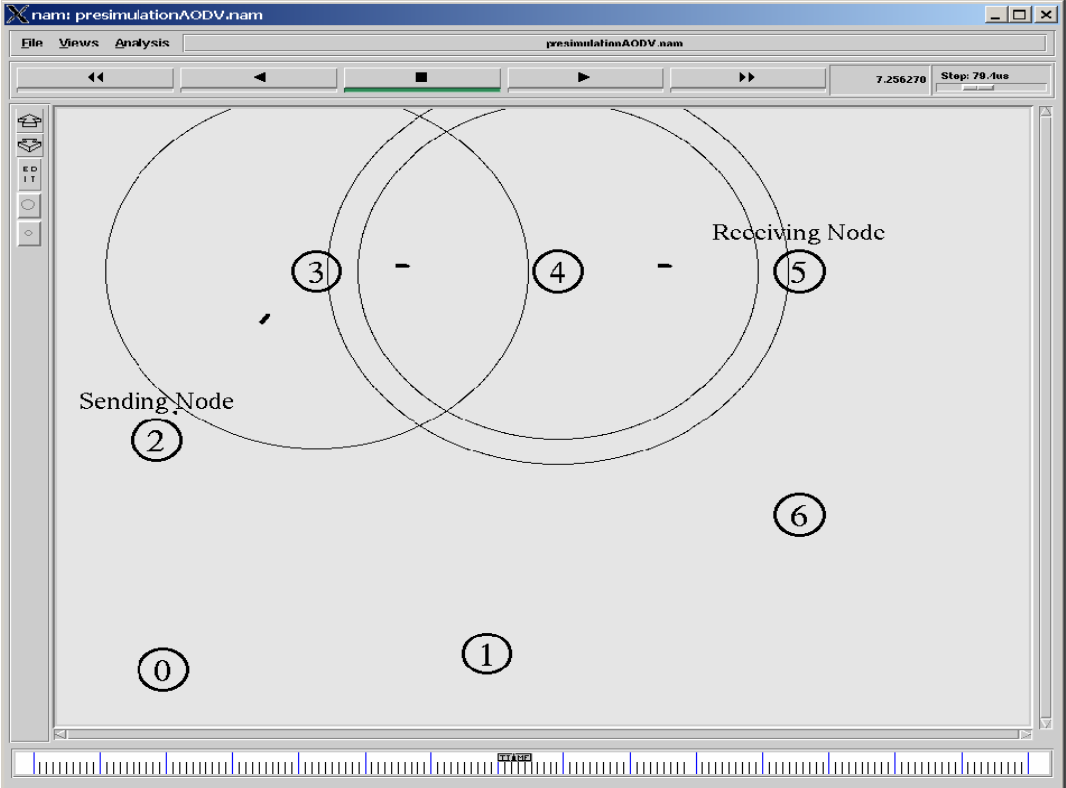 nam: presimulationAODV.nam
File Views Analysis presimulationAODV.nam
7.256270 Step: 79.4us
E D
I T
Receiving Node
3 4 5
Sending Node
2
6
1
0
TIME